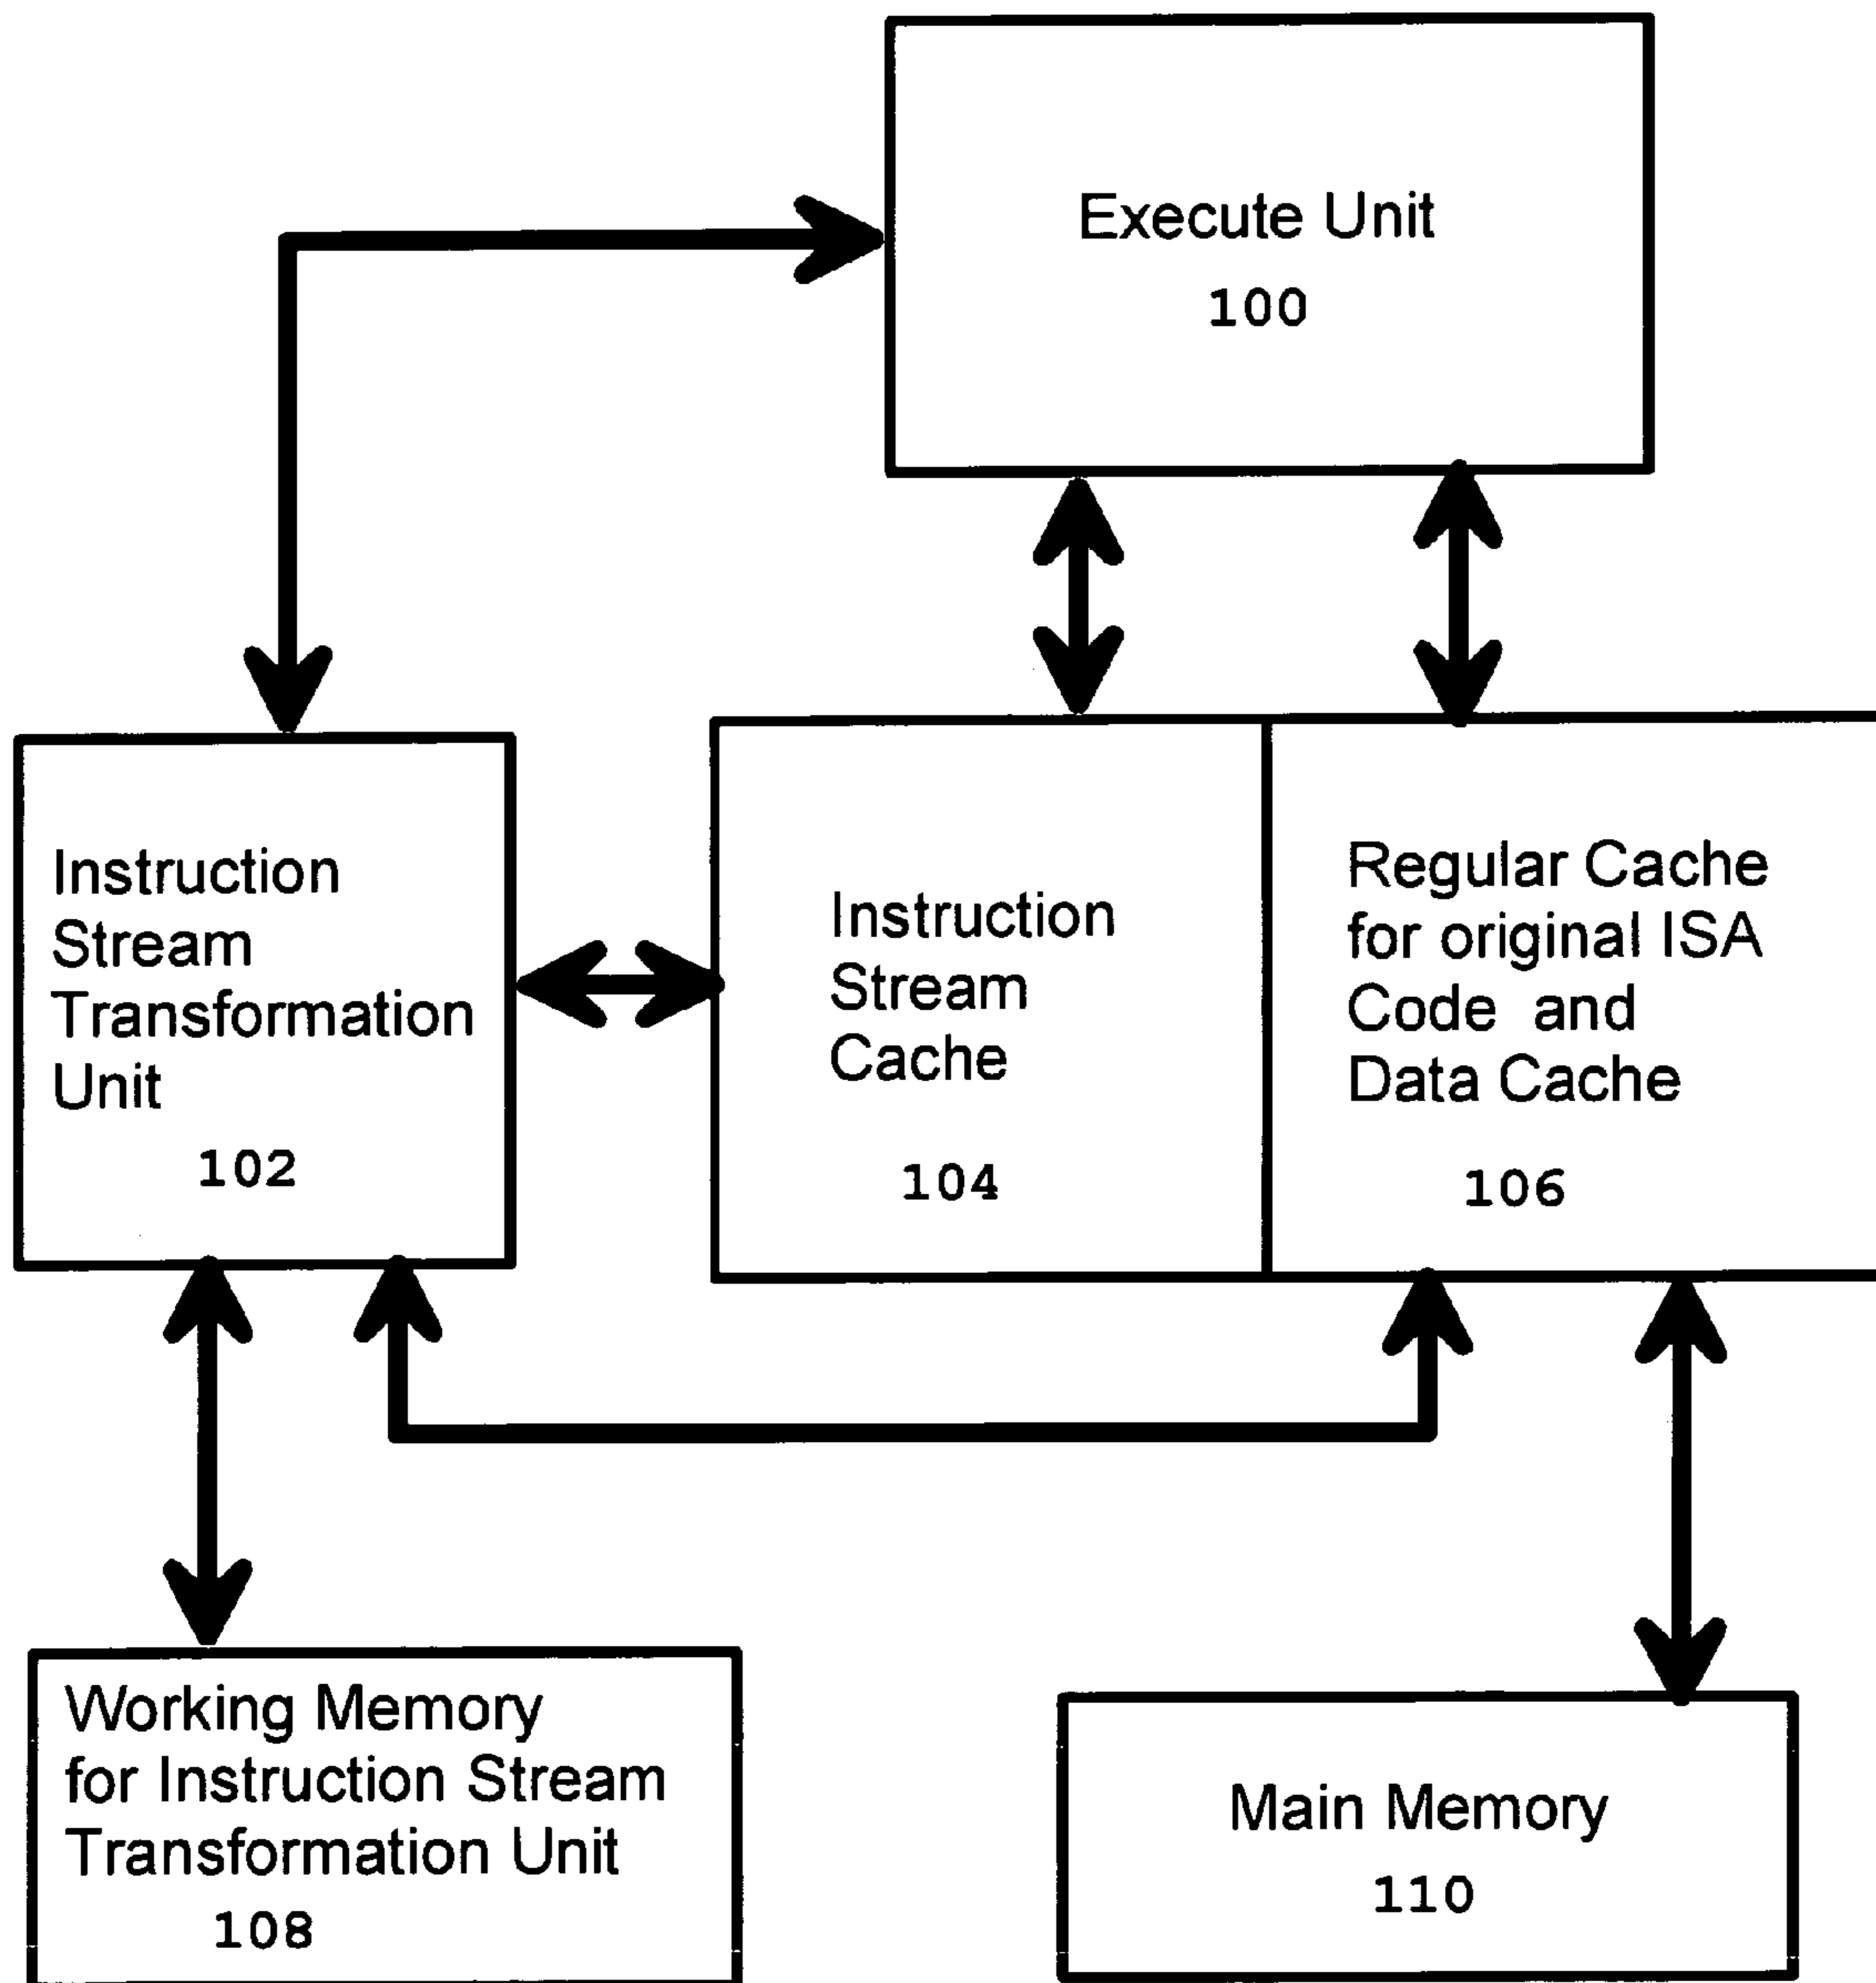 Execute Unit
100
Instruction
Stream
Transformation
Unit
102
Instruction
Stream
Cache
104
Regular Cache
for original ISA
Code and
Data Cache
106
Working Memory
for Instruction Stream
Transformation Unit
108
Main Memory
110